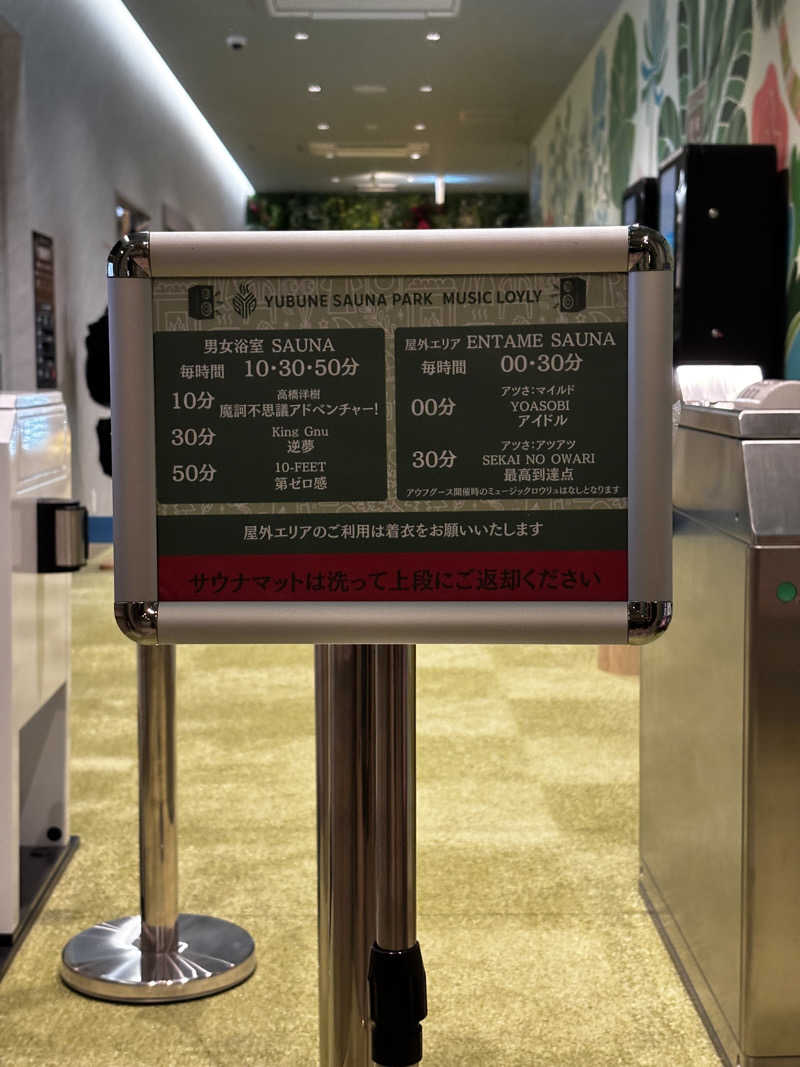 YUBUNE SAUNA PARK MUSIC LOYLY
男女浴室 SAUNA
毎時間 10・30・50分
10分 高橋洋樹
魔訶不思議アドベンチャー!
30分 King Gnu
逆夢
50分 10-FEET
第ゼロ感
屋外エリア ENTAME SAUNA
毎時間 00・30分
00分 アツさ:マイルド
YOASOBI
アイドル
30分 アツさ:アツアツ
SEKAI NO OWARI
最高到達点
アウフグース開催時のミュージックロウリュはなしとなります
屋外エリアのご利用は着衣をお願いいたします
サウナマットは洗って上段にご返却ください